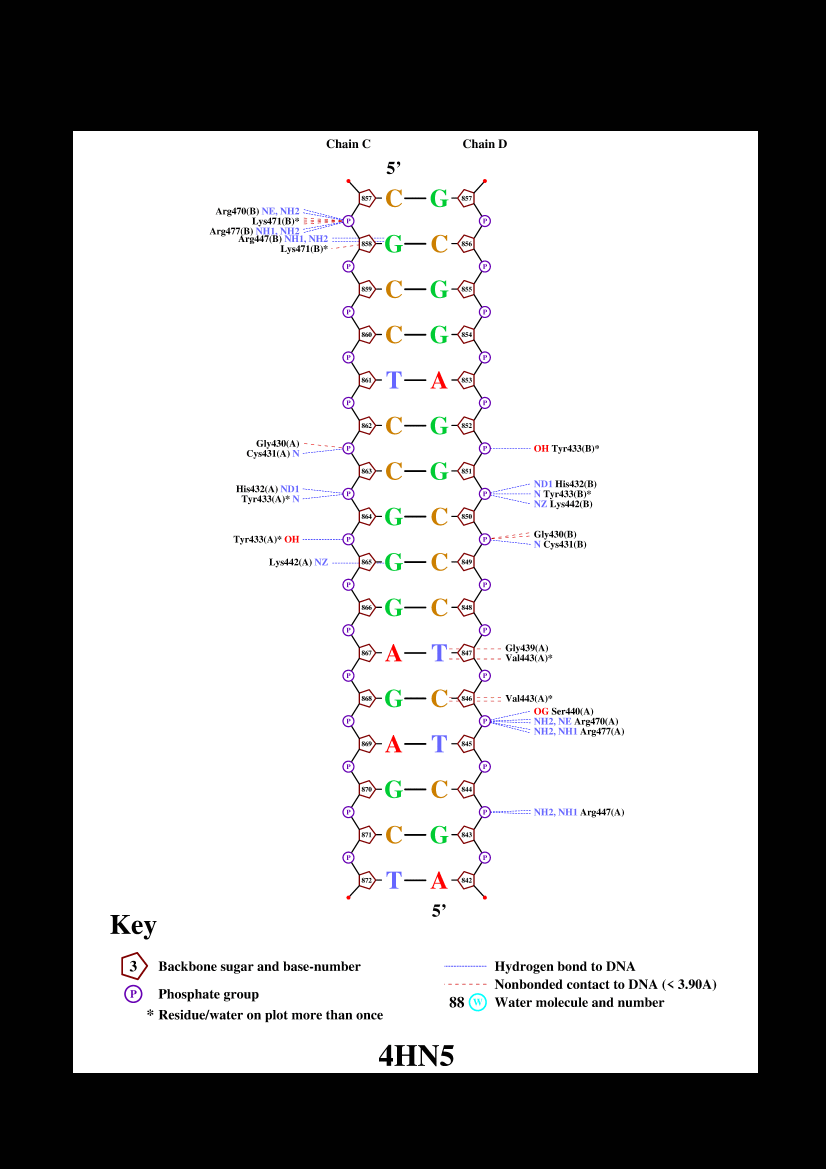 Chain C Chain D
5’
857 C G 857
Arg470(B) NE, NH2
Lys471(B)* P P
Arg477(B) NH1, NH2
Arg447(B) NH1, NH2
858 G C 856
Lys471(B)*
P P
859 C G 855
P P
860 C G 854
P P
861 T A 853
P P
862 C G 852
Gly430(A)
P P OH Tyr433(B)*
Cys431(A) N
863 C G 851
ND1 His432(B)
His432(A) ND1
P P N Tyr433(B)*
Tyr433(A)* N
NZ Lys442(B)
864 G C 850
Gly430(B)
Tyr433(A)* OH P P
N Cys431(B)
Lys442(A) NZ 865 G C 849
P P
866 G C 848
P P
Gly439(A)
867 A T 847
Val443(A)*
P P
868 G C 846 Val443(A)*
OG Ser440(A)
P P NH2, NE Arg470(A)
NH2, NH1 Arg477(A)
869 A T 845
P P
870 G C 844
P P NH2, NH1 Arg447(A)
871 C G 843
P P
872 T A 842
5’
Key
3 Backbone sugar and base-number
Hydrogen bond to DNA
Nonbonded contact to DNA (< 3.90A)
P Phosphate group
88 W Water molecule and number
* Residue/water on plot more than once
4HN5